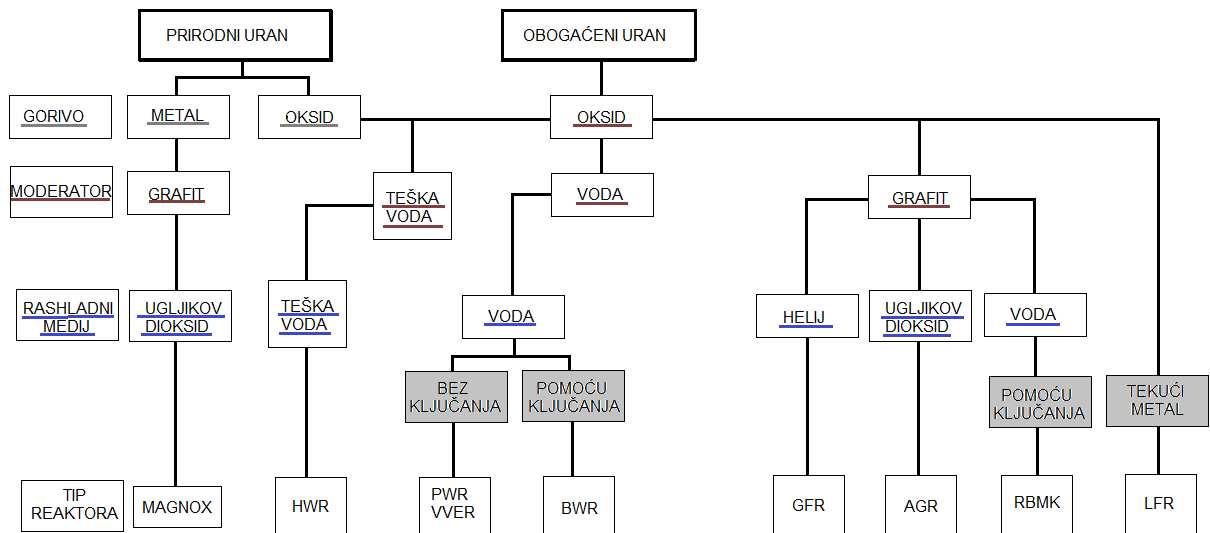 PRIRODNI URAN
OBOGAĆENI URAN
GORIVO
METAL
OKSID
OKSID
MODERATOR
GRAFIT
TEŠKA
VODA
VODA
GRAFIT
RASHLADNI
MEDIJ
UGLJIKOV
DIOKSID
TEŠKA
VODA
VODA
HELIJ
UGLJIKOV
DIOKSID
VODA
BEZ
KLJUČANJA
POMOĆU
KLJUČANJA
POMOĆU
KLJUČANJA
TEKUĆI
METAL
TIP
REAKTORA
MAGNOX
HWR
PWR
VVER
BWR
GFR
AGR
RBMK
LFR